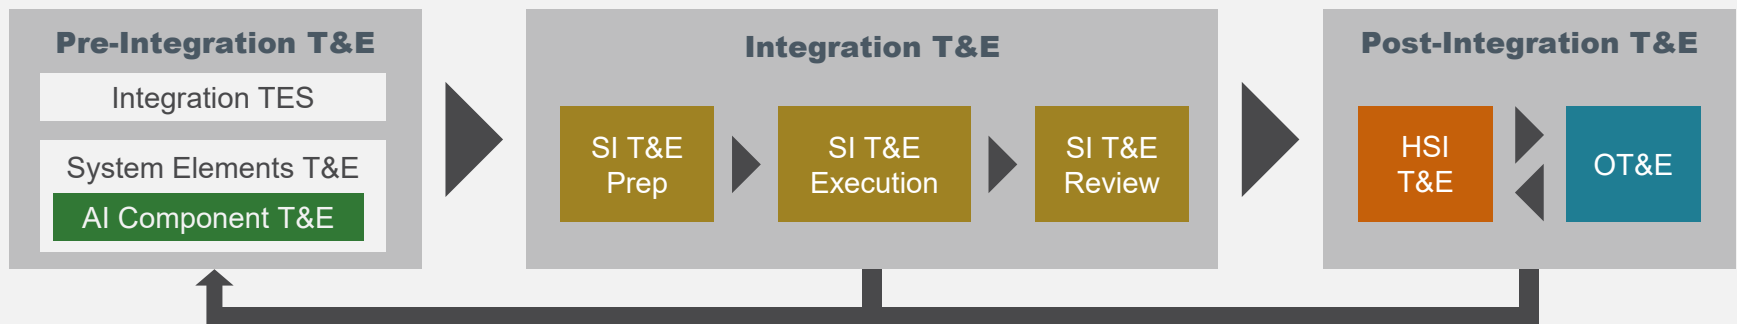 Pre-Integration T&E
Integration TES
System Elements T&E
AI Component T&E
Integration T&E
SI T&E
Prep
SI T&E
Execution
SI T&E
Review
Post-Integration T&E
HSI
T&E
OT&E